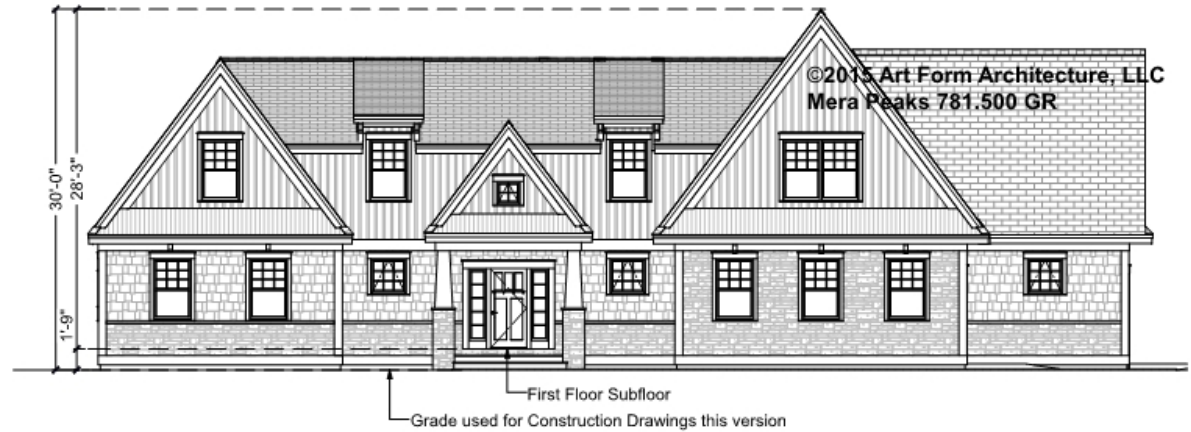 ©2015 Art Form Architecture, LLC
Mera Peaks 781.500 GR
30'-0"
28'-3"
1'-9"
First Floor Subfloor
Grade used for Construction Drawings this version